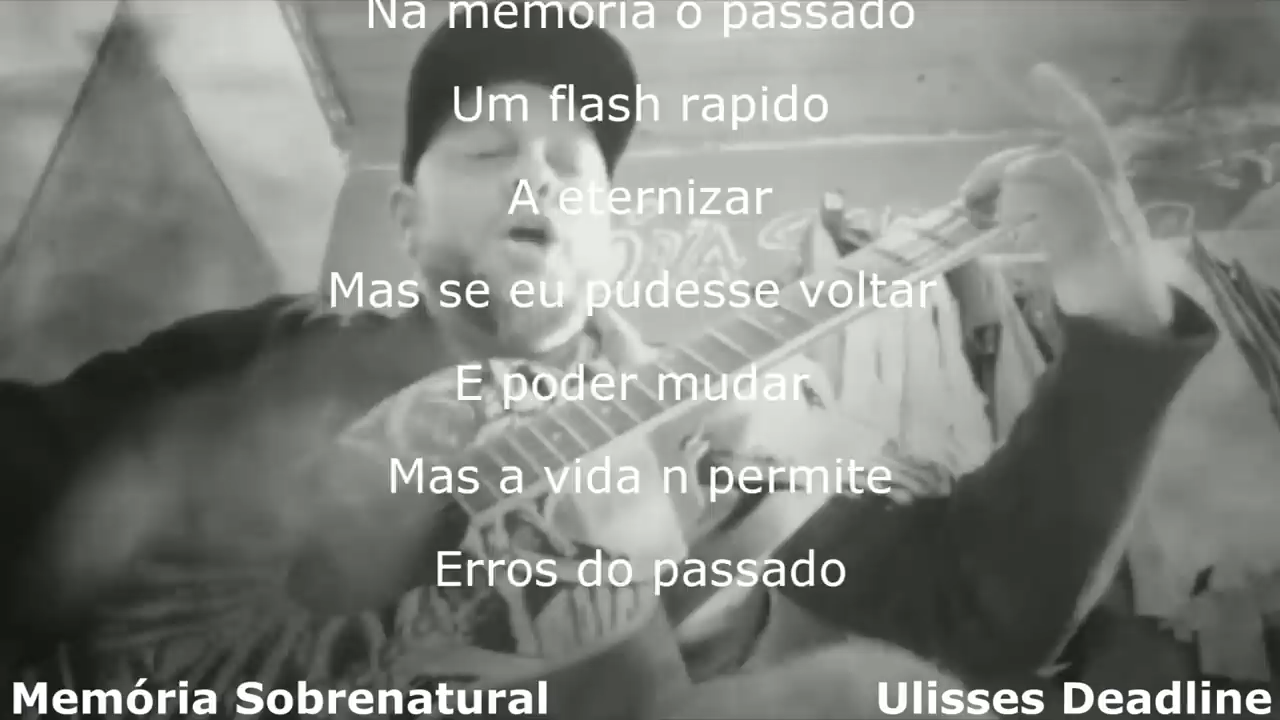 Na memória o passado
Um flash rapido
A eternizar
Mas se eu pudesse voltar
E poder mudar
Mas a vida n permite
Erros do passado
Memória Sobrenatural
Ulisses Deadline